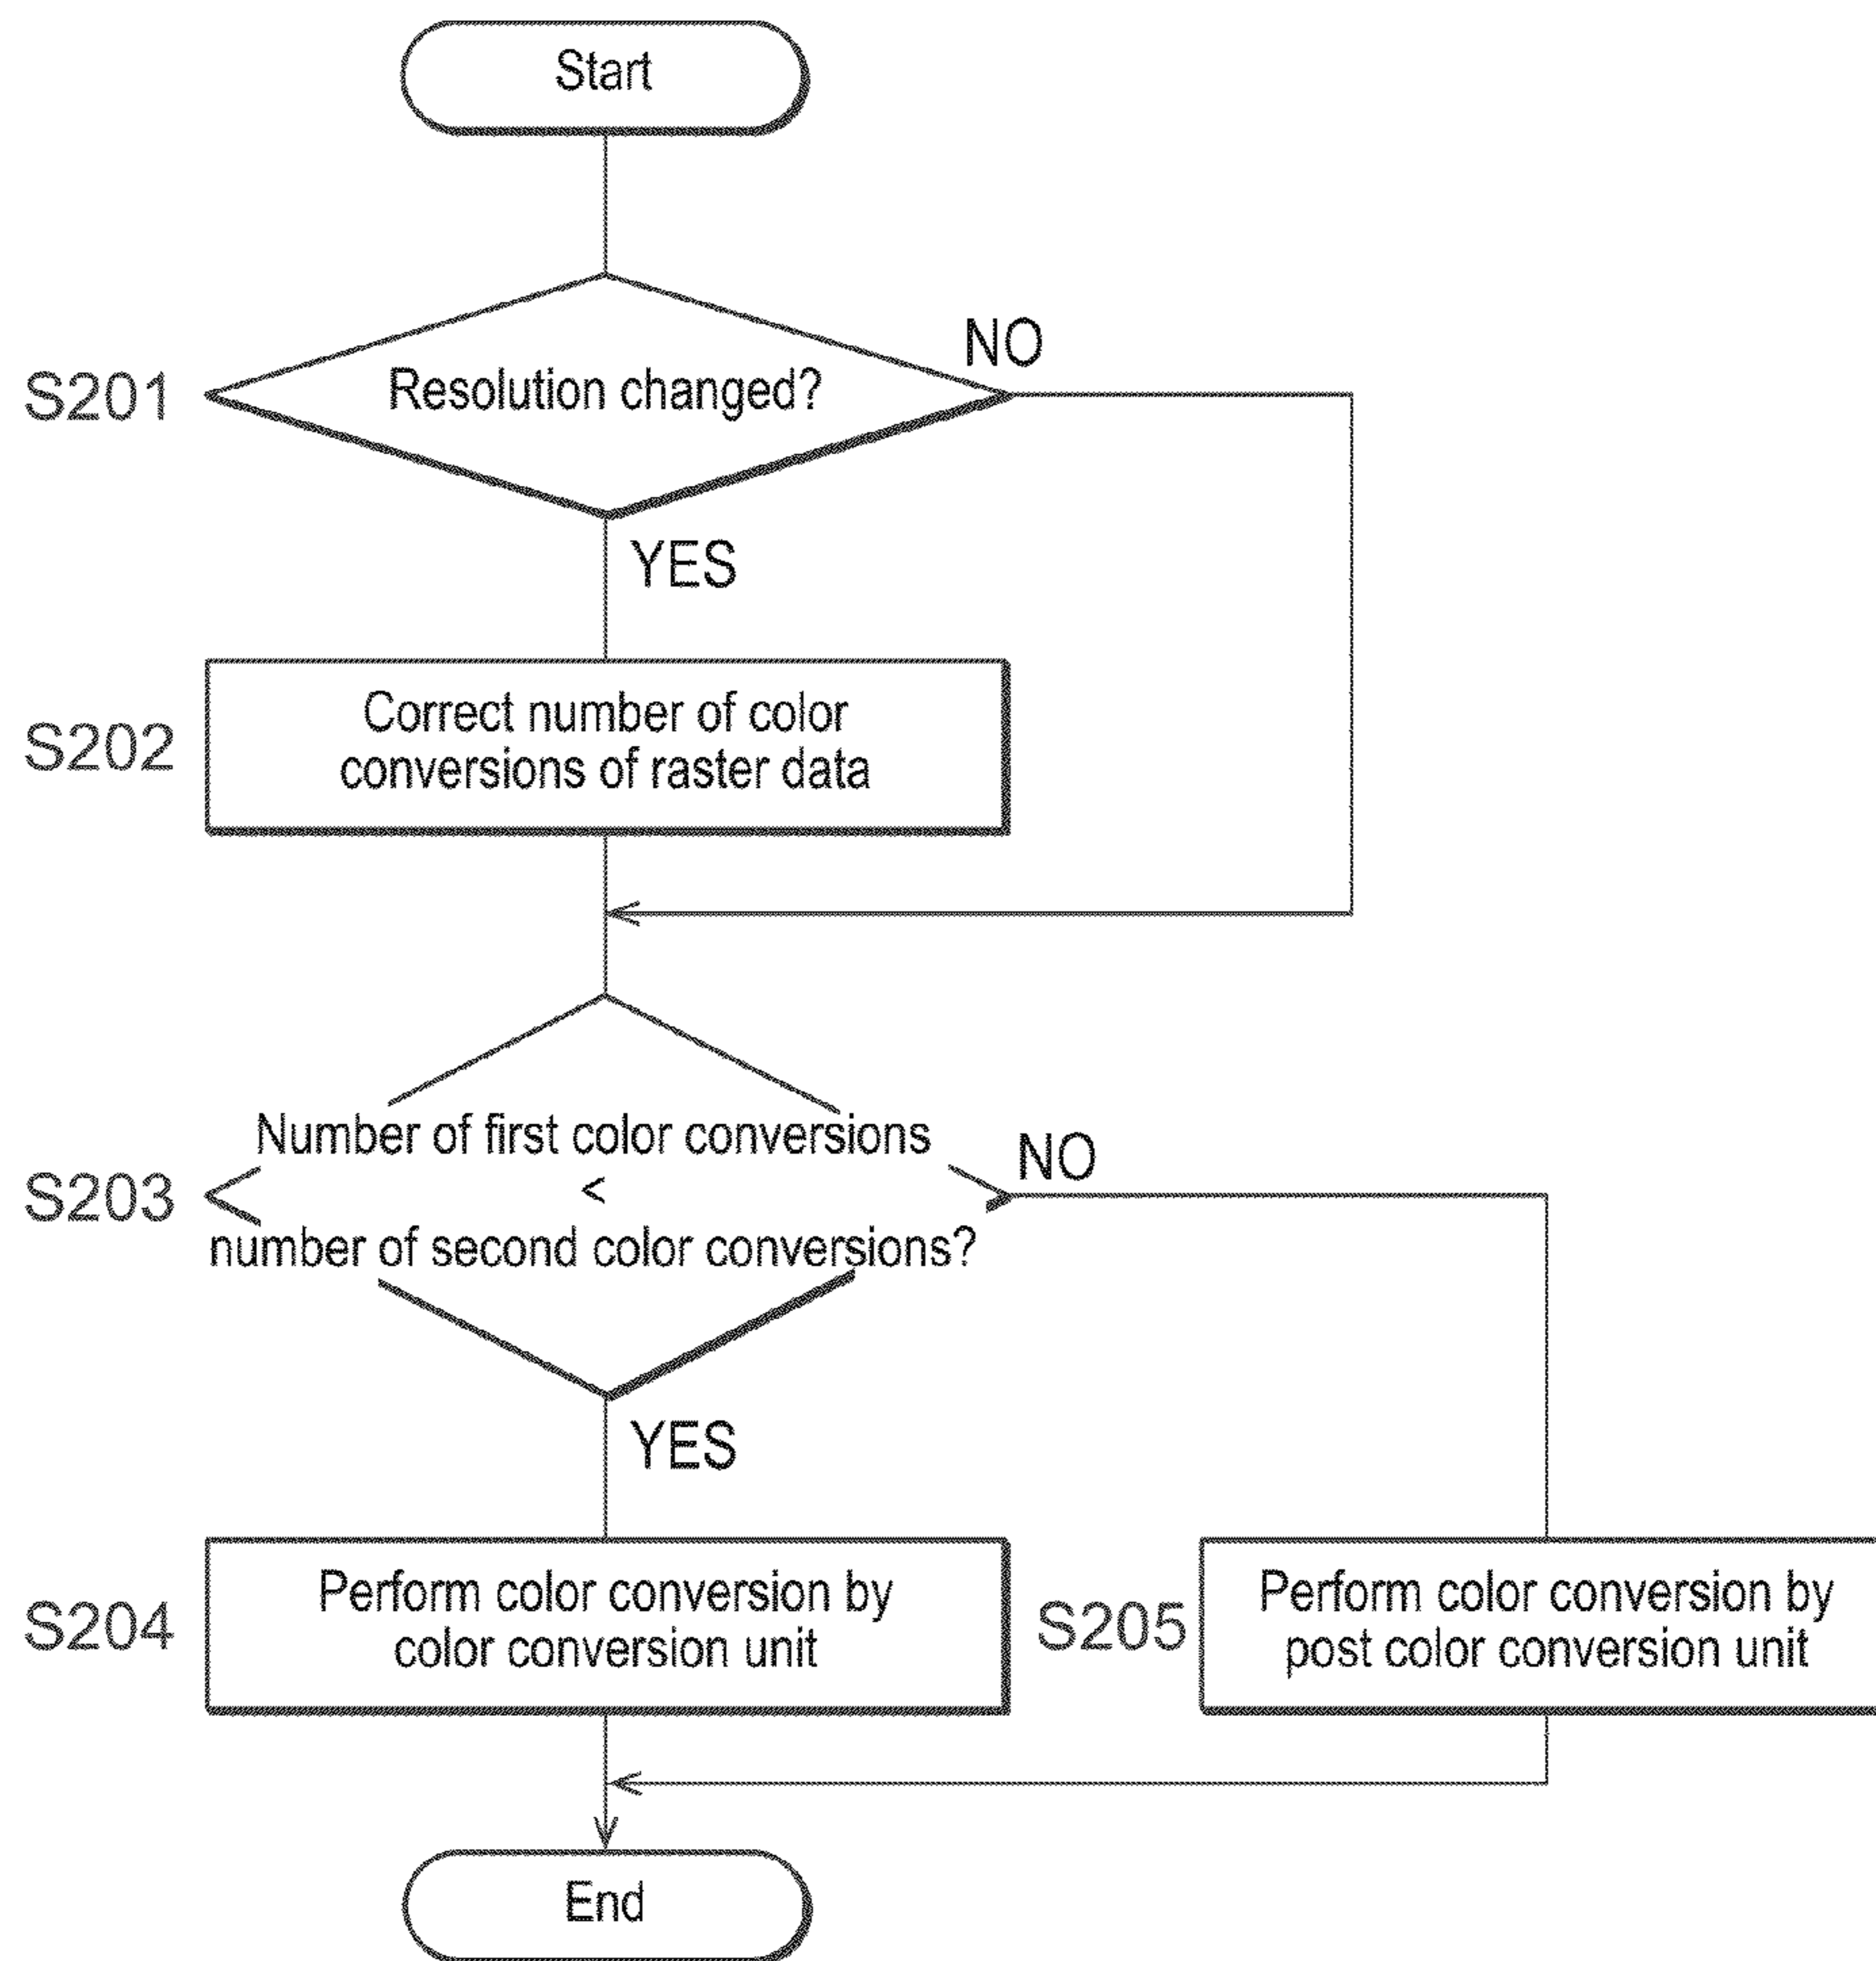 Start
S201
Resolution changed?
NO
YES
S202
Correct number of color
conversions of raster data
S203
Number of first color conversions
<
number of second color conversions?
NO
YES
S204
Perform color conversion by
color conversion unit
S205
Perform color conversion by
post color conversion unit
End